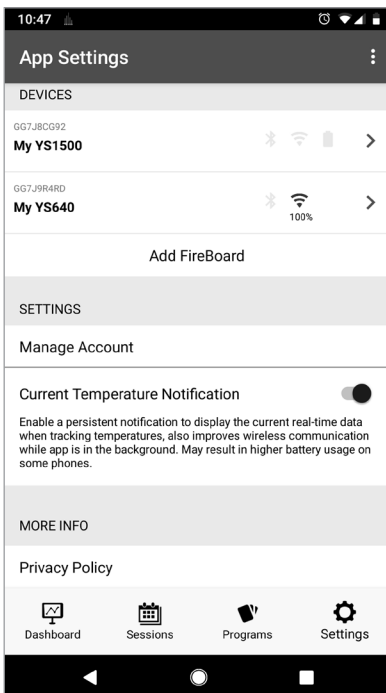 10:47
App Settings
DEVICES
GG7J8CG92
My YS1500
GG7J9R4RD
My YS640
100%
Add FireBoard
SETTINGS
Manage Account
Current Temperature Notification
Enable a persistent notification to display the current real-time data
when tracking temperatures, also improves wireless communication
while app is in the background. May result in higher battery usage on
some phones.
MORE INFO
Privacy Policy
Dashboard Sessions Programs Settings